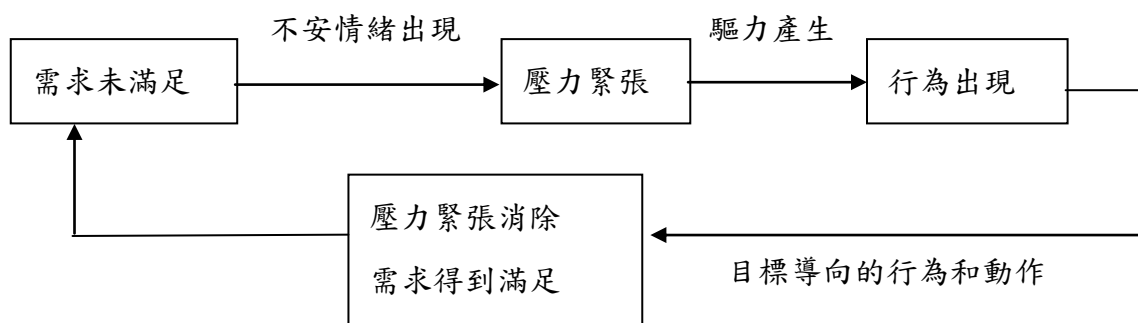 不安情緒出現
驅力產生
需求未滿足
壓力緊張
行為出現
壓力緊張消除
需求得到滿足
目標導向的行為和動作